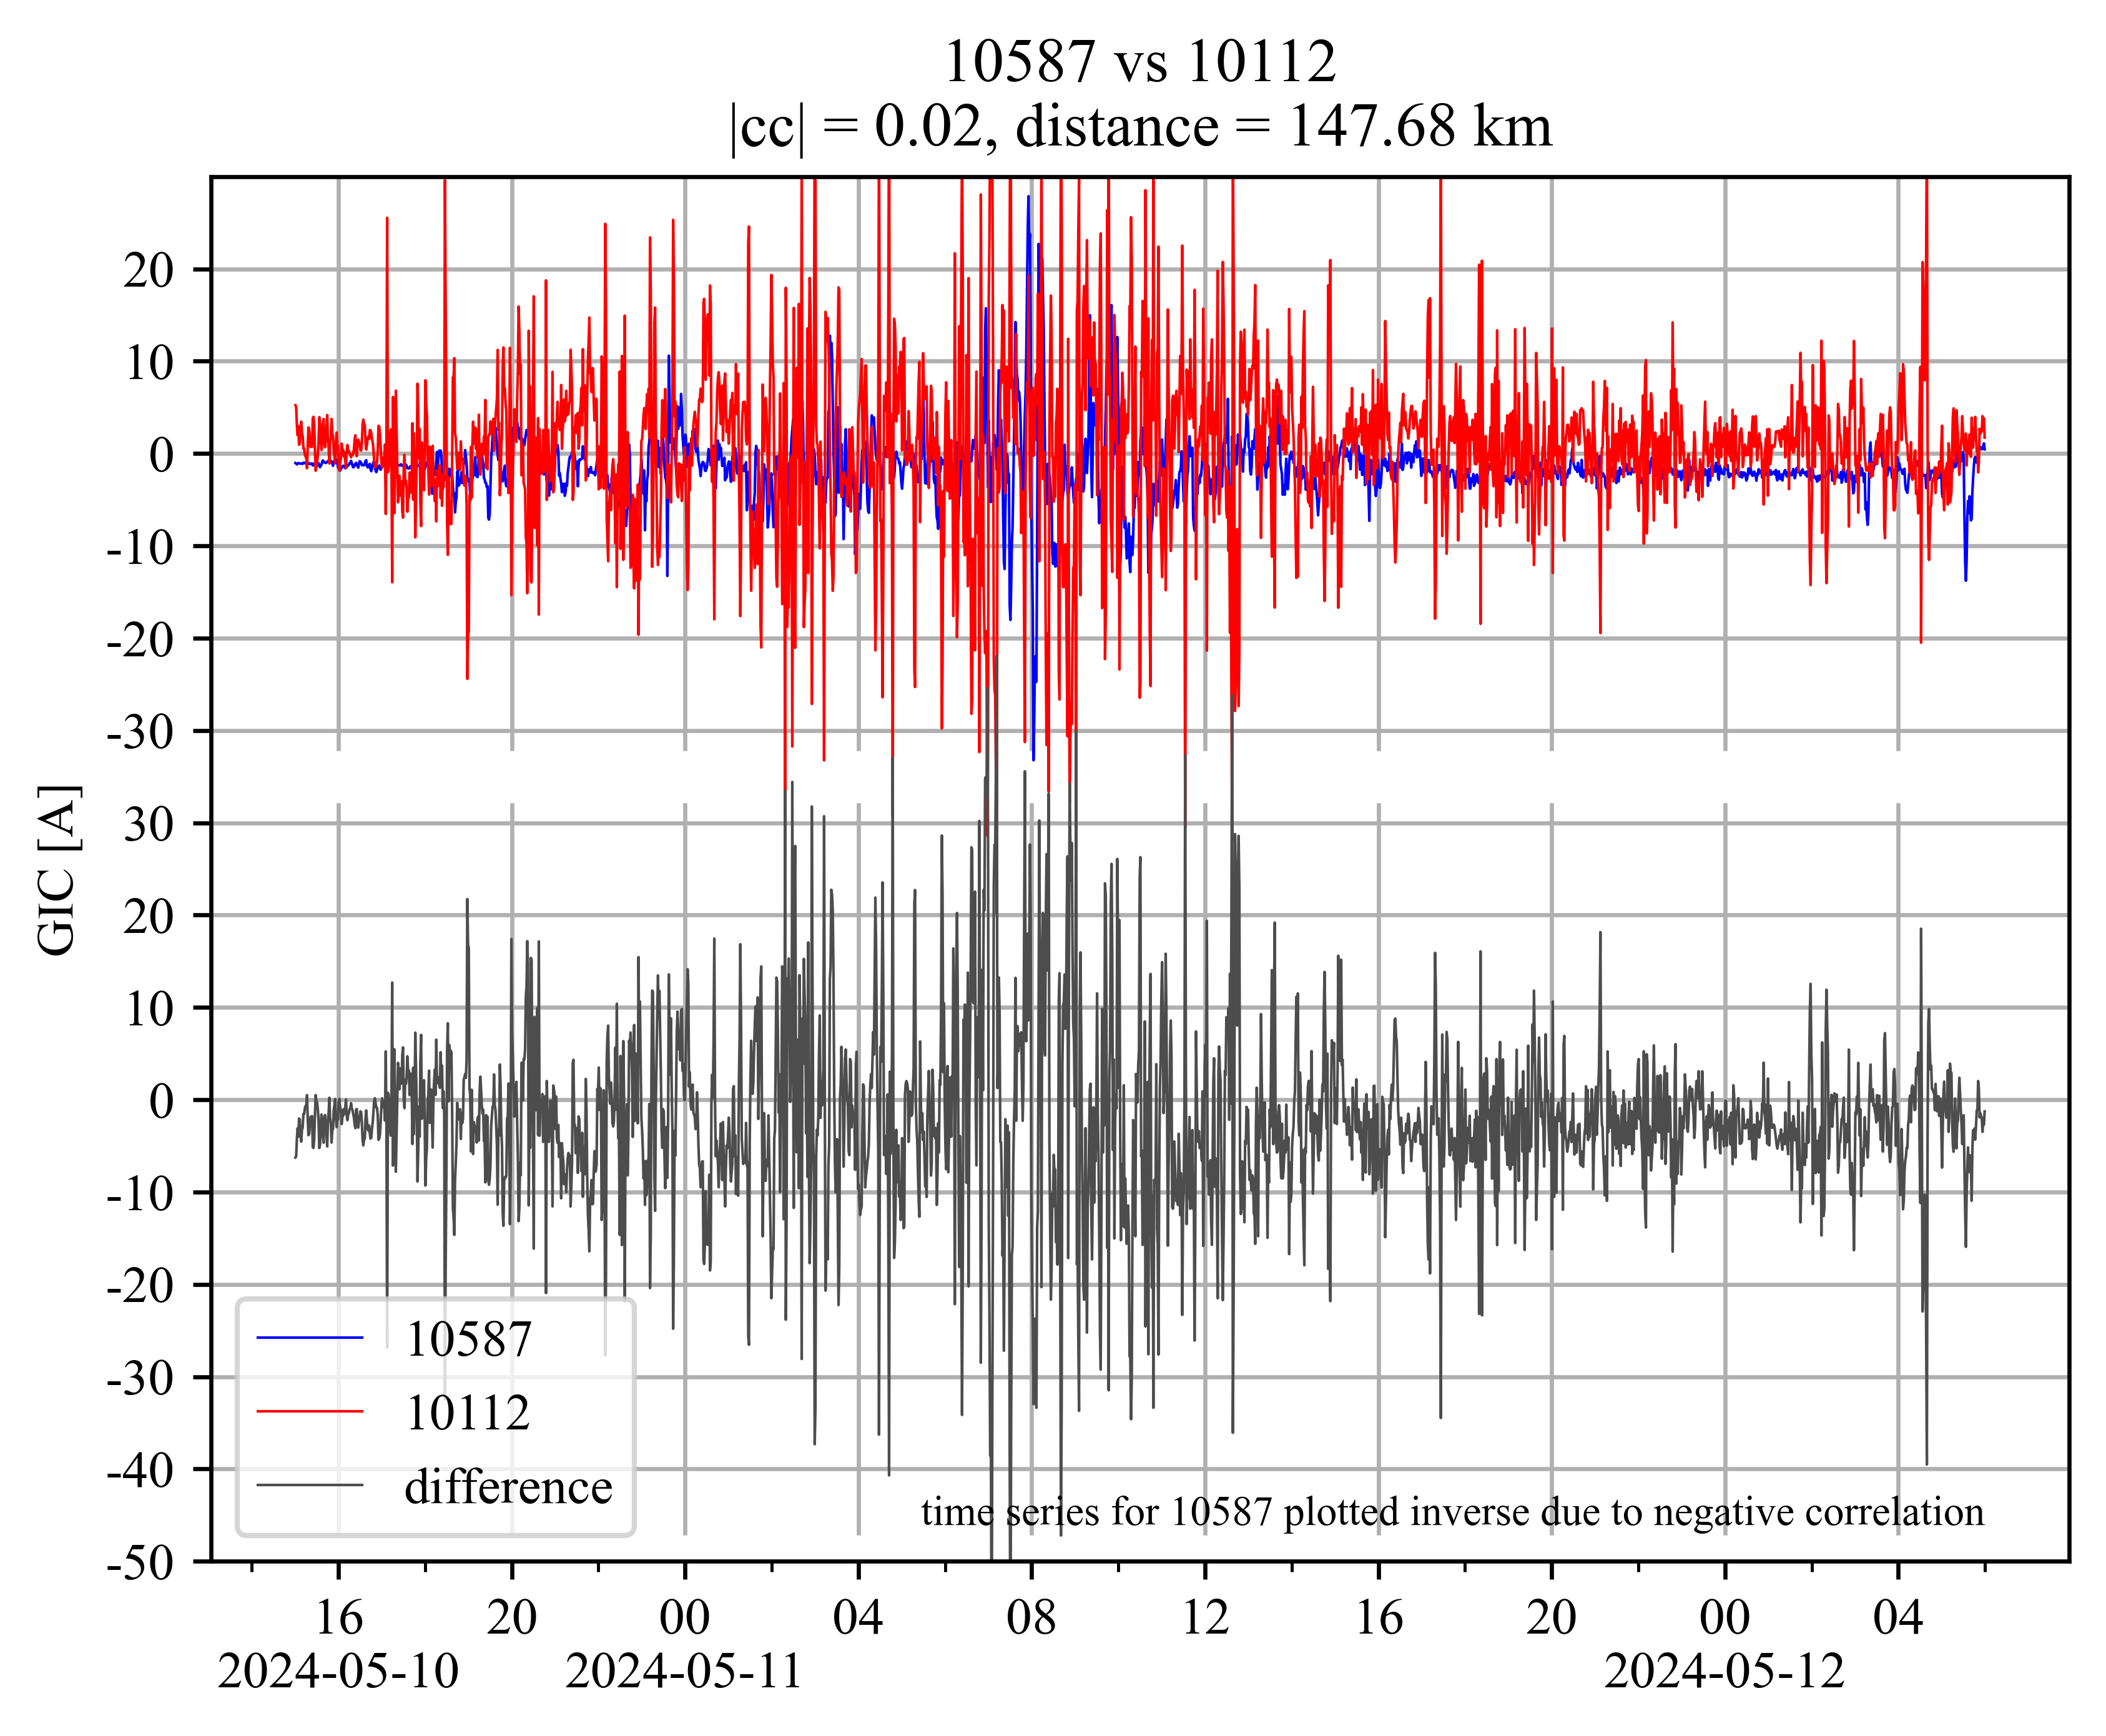 10587 vs 10112
|cc| = 0.02, distance = 147.68 km
GIC [A]
20
10
0
-10
-20
-30
30
20
10
0
-10
-20
-30
-40
-50
10587
10112
difference
time series for 10587 plotted inverse due to negative correlation
16 20 00 04 08 12 16 20 00 04
2024-05-10 2024-05-11 2024-05-12